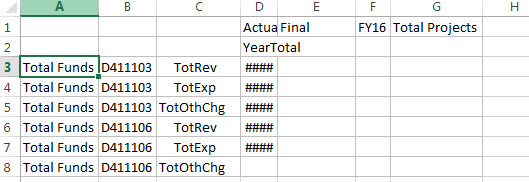 A B C D E F G H
1 Actua Final FY16 Total Projects
2 YearTotal
3 Total Funds D411103 TotRev ####
4 Total Funds D411103 TotExp ####
5 Total Funds D411103 TotOthChg ####
6 Total Funds D411106 TotRev ####
7 Total Funds D411106 TotExp ####
8 Total Funds D411106 TotOthChg